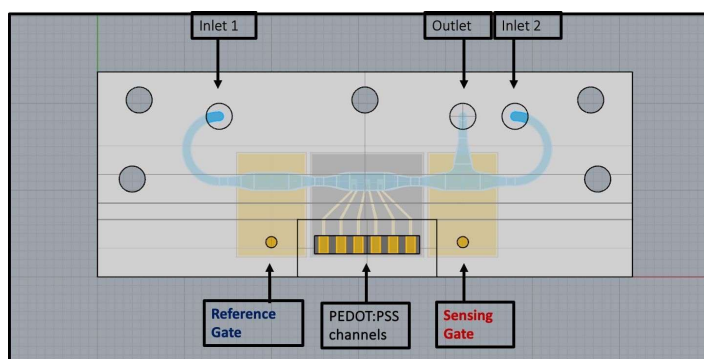 Inlet 1
Outlet
Inlet 2
Reference
Gate
PEDOT:PSS
channels
Sensing
Gate